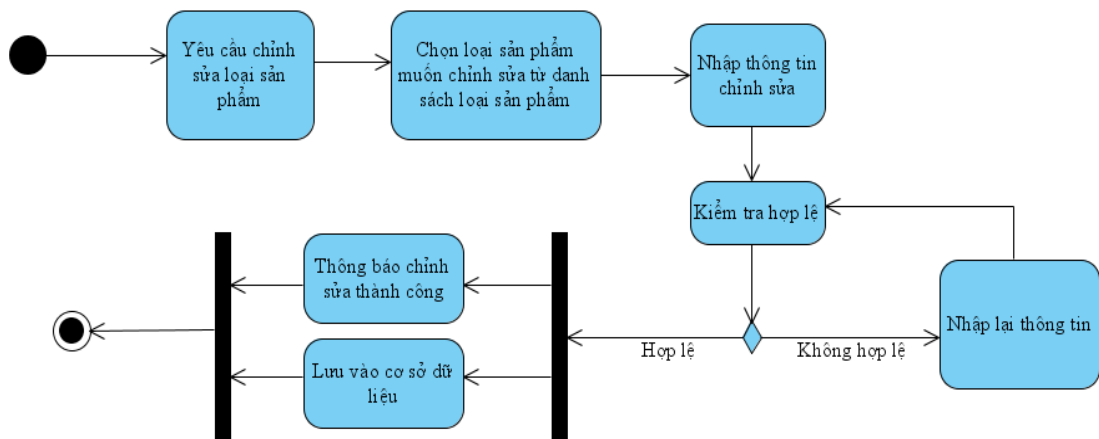 Yêu cầu chỉnh
sửa loại sản
phẩm
Chọn loại sản phẩm
muốn chỉnh sửa từ danh
sách loại sản phẩm
Nhập thông tin
chỉnh sửa
Kiểm tra hợp lệ
Nhập lại thông tin
Không hợp lệ
Hợp lệ
Thông báo chỉnh
sửa thành công
Lưu vào cơ sở dữ
liệu